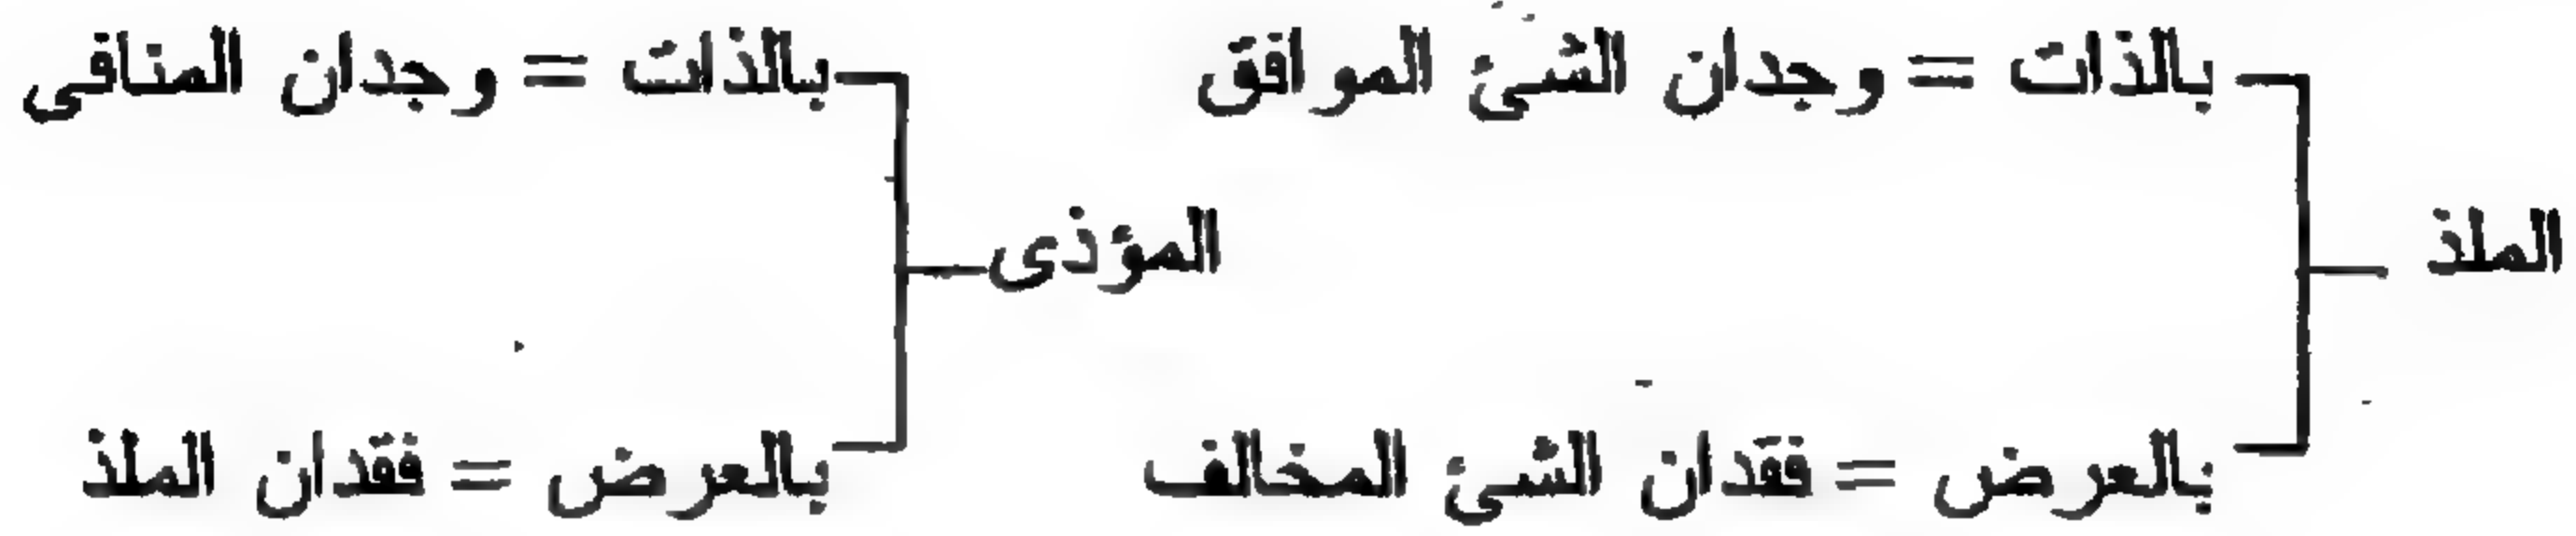 بالذات = وجدان الشئ الموافق
الملذ
بالعرض = فقدان الشئ المخالف
بالذات = وجدان المنافى
المؤذى
بالعرض = فقدان الملذ